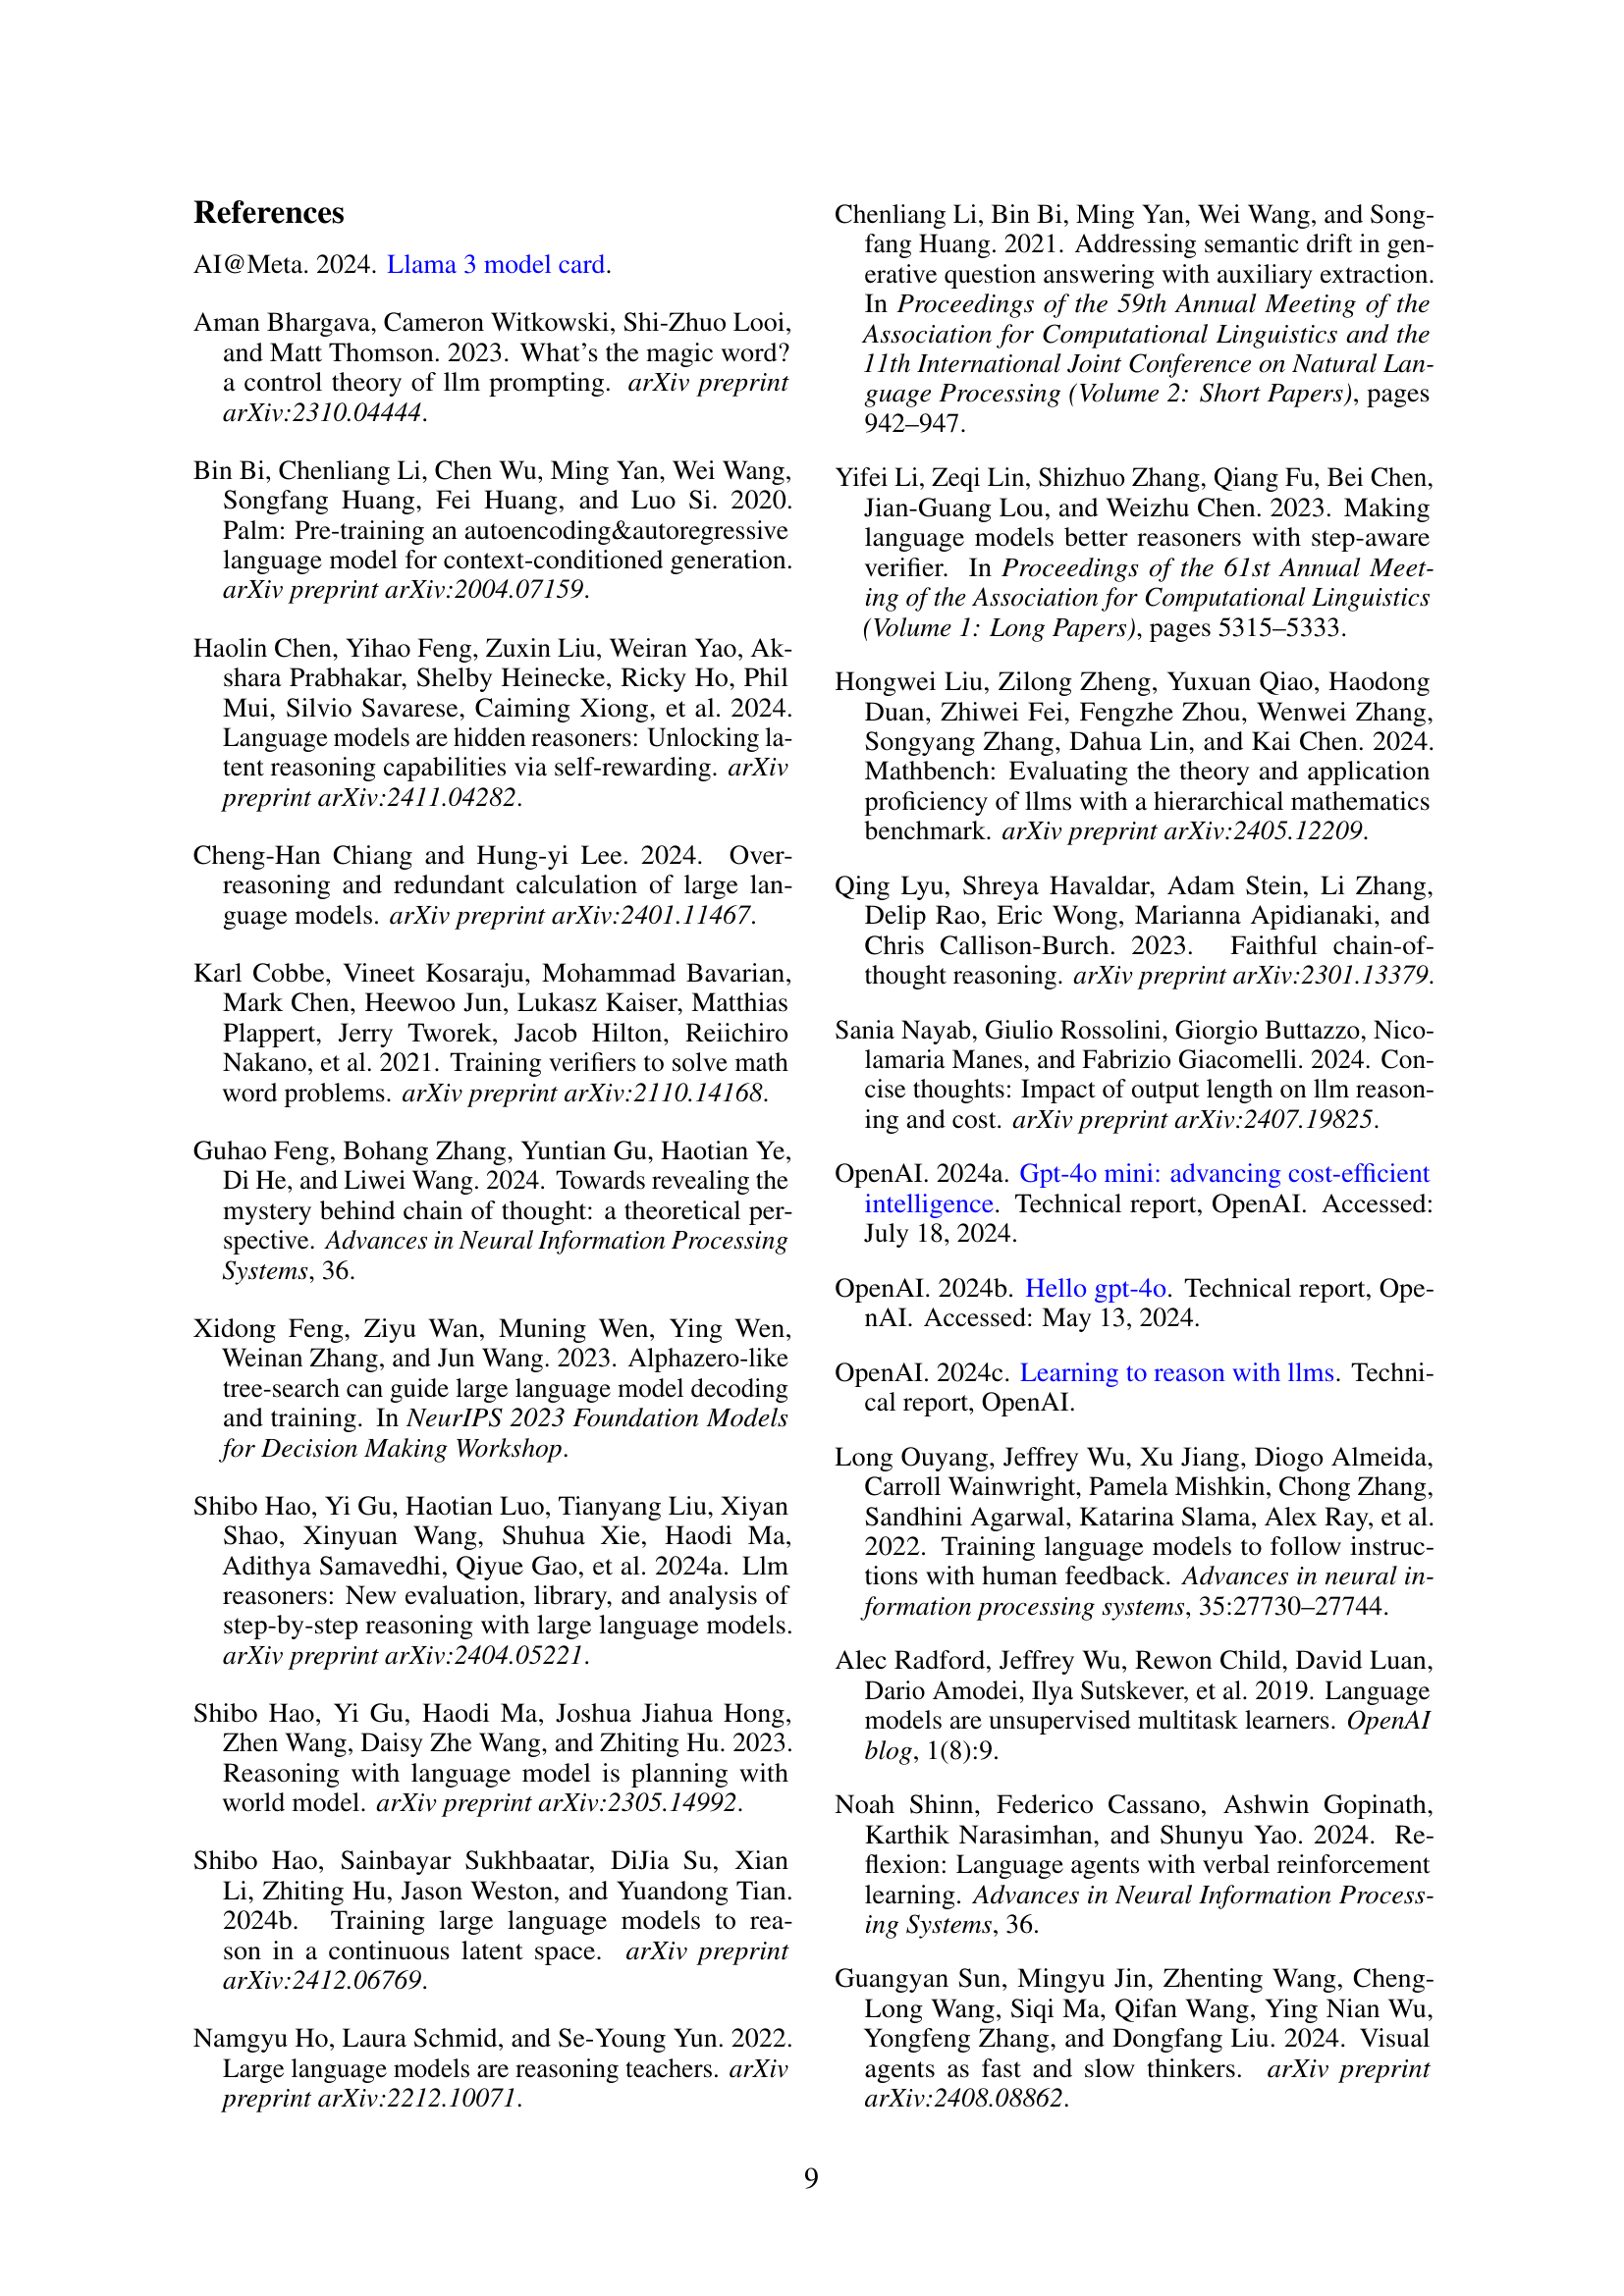 References
AI@Meta. 2024. Llama 3 model card.
Aman Bhargava, Cameron Witkowski, Shi-Zhuo Looi,
and Matt Thomson. 2023. What's the magic word?
a control theory of llm prompting. arXiv preprint
arXiv:2310.04444.
Bin Bi, Chenliang Li, Chen Wu, Ming Yan, Wei Wang,
Songfang Huang, Fei Huang, and Luo Si. 2020.
Palm: Pre-training an autoencoding&autoregressive
language model for context-conditioned generation.
arXiv preprint arXiv:2004.07159.
Haolin Chen, Yihao Feng, Zuxin Liu, Weiran Yao, Ak-
shara Prabhakar, Shelby Heinecke, Ricky Ho, Phil
Mui, Silvio Savarese, Caiming Xiong, et al. 2024.
Language models are hidden reasoners: Unlocking la-
tent reasoning capabilities via self-rewarding. arXiv
preprint arXiv:2411.04282.
Cheng-Han Chiang and Hung-yi Lee. 2024. Over-
reasoning and redundant calculation of large lan-
guage models. arXiv preprint arXiv:2401.11467.
Karl Cobbe, Vineet Kosaraju, Mohammad Bavarian,
Mark Chen, Heewoo Jun, Lukasz Kaiser, Matthias
Plappert, Jerry Tworek, Jacob Hilton, Reiichiro
Nakano, et al. 2021. Training verifiers to solve math
word problems. arXiv preprint arXiv:2110.14168.
Guhao Feng, Bohang Zhang, Yuntian Gu, Haotian Ye,
Di He, and Liwei Wang. 2024. Towards revealing the
mystery behind chain of thought: a theoretical per-
spective. Advances in Neural Information Processing
Systems, 36.
Xidong Feng, Ziyu Wan, Muning Wen, Ying Wen,
Weinan Zhang, and Jun Wang. 2023. Alphazero-like
tree-search can guide large language model decoding
and training. In NeurIPS 2023 Foundation Models
for Decision Making Workshop.
Shibo Hao, Yi Gu, Haotian Luo, Tianyang Liu, Xiyan
Shao, Xinyuan Wang, Shuhua Xie, Haodi Ma,
Adithya Samavedhi, Qiyue Gao, et al. 2024a. Llm
reasoners: New evaluation, library, and analysis of
step-by-step reasoning with large language models.
arXiv preprint arXiv:2404.05221.
Shibo Hao, Yi Gu, Haodi Ma, Joshua Jiahua Hong,
Zhen Wang, Daisy Zhe Wang, and Zhiting Hu. 2023.
Reasoning with language model is planning with
world model. arXiv preprint arXiv:2305.14992.
Shibo Hao, Sainbayar Sukhbaatar, DiJia Su, Xian
Li, Zhiting Hu, Jason Weston, and Yuandong Tian.
2024b. Training large language models to rea-
son in a continuous latent space. arXiv preprint
arXiv:2412.06769.
Namgyu Ho, Laura Schmid, and Se-Young Yun. 2022.
Large language models are reasoning teachers. arXiv
preprint arXiv:2212.10071.
Chenliang Li, Bin Bi, Ming Yan, Wei Wang, and Song-
fang Huang. 2021. Addressing semantic drift in gen-
erative question answering with auxiliary extraction.
In Proceedings of the 59th Annual Meeting of the
Association for Computational Linguistics and the
11th International Joint Conference on Natural Lan-
guage Processing (Volume 2: Short Papers), pages
942–947.
Yifei Li, Zeqi Lin, Shizhuo Zhang, Qiang Fu, Bei Chen,
Jian-Guang Lou, and Weizhu Chen. 2023. Making
language models better reasoners with step-aware
verifier. In Proceedings of the 61st Annual Meet-
ing of the Association for Computational Linguistics
(Volume 1: Long Papers), pages 5315–5333.
Hongwei Liu, Zilong Zheng, Yuxuan Qiao, Haodong
Duan, Zhiwei Fei, Fengzhe Zhou, Wenwei Zhang,
Songyang Zhang, Dahua Lin, and Kai Chen. 2024.
Mathbench: Evaluating the theory and application
proficiency of llms with a hierarchical mathematics
benchmark. arXiv preprint arXiv:2405.12209.
Qing Lyu, Shreya Havaldar, Adam Stein, Li Zhang,
Delip Rao, Eric Wong, Marianna Apidianaki, and
Chris Callison-Burch. 2023. Faithful chain-of-
thought reasoning. arXiv preprint arXiv:2301.13379.
Sania Nayab, Giulio Rossolini, Giorgio Buttazzo, Nico-
lamaria Manes, and Fabrizio Giacomelli. 2024. Con-
cise thoughts: Impact of output length on llm reason-
ing and cost. arXiv preprint arXiv:2407.19825.
OpenAI. 2024a. Gpt-4o mini: advancing cost-efficient
intelligence. Technical report, OpenAI. Accessed:
July 18, 2024.
OpenAI. 2024b. Hello gpt-4o. Technical report, Ope-
nAI. Accessed: May 13, 2024.
OpenAI. 2024c. Learning to reason with llms. Techni-
cal report, OpenAI.
Long Ouyang, Jeffrey Wu, Xu Jiang, Diogo Almeida,
Carroll Wainwright, Pamela Mishkin, Chong Zhang,
Sandhini Agarwal, Katarina Slama, Alex Ray, et al.
2022. Training language models to follow instruc-
tions with human feedback. Advances in neural in-
formation processing systems, 35:27730–27744.
Alec Radford, Jeffrey Wu, Rewon Child, David Luan,
Dario Amodei, Ilya Sutskever, et al. 2019. Language
models are unsupervised multitask learners. OpenAI
blog, 1(8):9.
Noah Shinn, Federico Cassano, Ashwin Gopinath,
Karthik Narasimhan, and Shunyu Yao. 2024. Re-
flexion: Language agents with verbal reinforcement
learning. Advances in Neural Information Process-
ing Systems, 36.
Guangyan Sun, Mingyu Jin, Zhenting Wang, Cheng-
Long Wang, Siqi Ma, Qifan Wang, Ying Nian Wu,
Yongfeng Zhang, and Dongfang Liu. 2024. Visual
agents as fast and slow thinkers. arXiv preprint
arXiv:2408.08862.
9